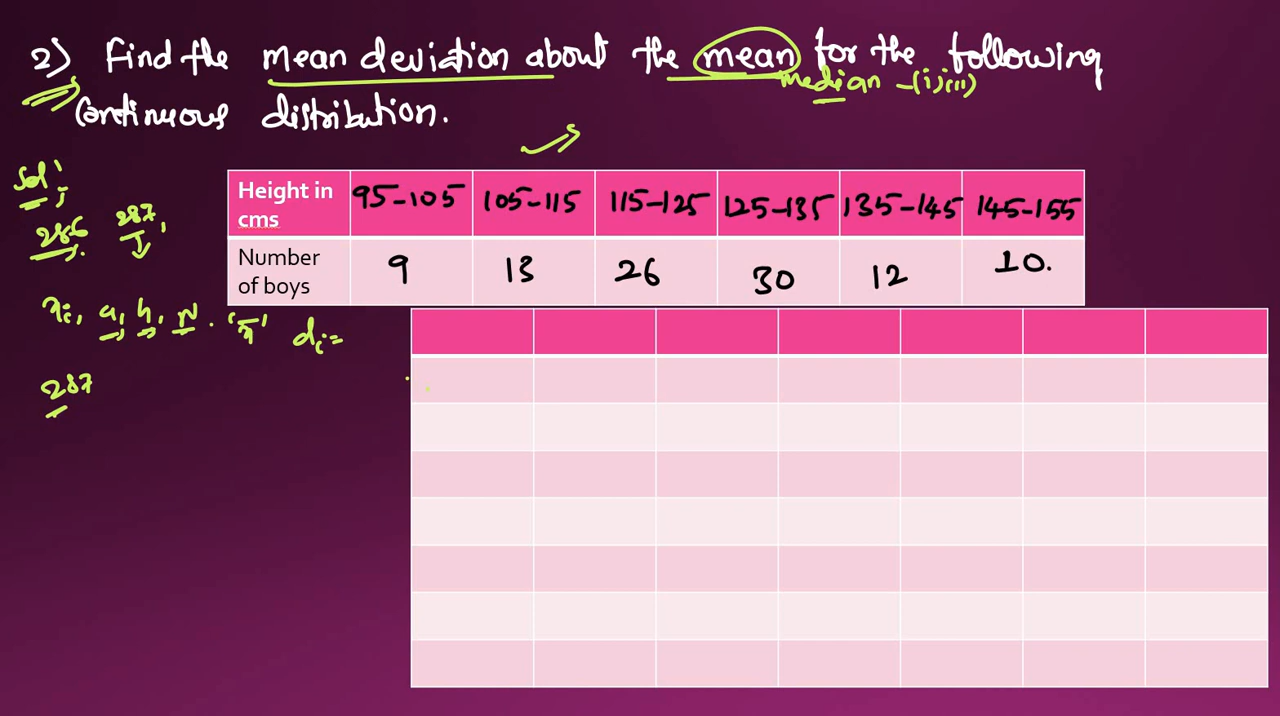 2) Find the mean deviation about the mean for the following
median - (i)(ii)
Continuous distribution.
Sol:
286, 287,
Height in cms 95-105 105-115 115-125 125-135 135-145 145-155
Number of boys 9 13 26 30 12 10.
xi, a, h, N. 'x̄' di=
287